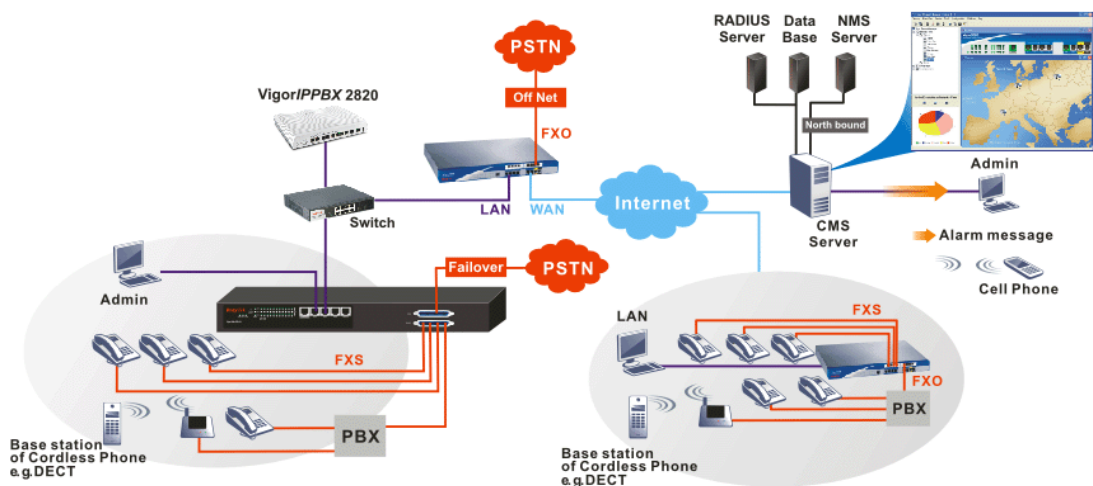 RADIUS
Server
Data
Base
NMS
Server
PSTN
Off Net
FXO
VigorIPPBX 2820
North bound
Admin
LAN
WAN
Internet
Switch
CMS
Server
Alarm message
Cell Phone
Failover
PSTN
Admin
FXS
PBX
Base station
of Cordless Phone
e.g.DECT
LAN
FXS
FXO
PBX
Base station
of Cordless Phone
e.g.DECT